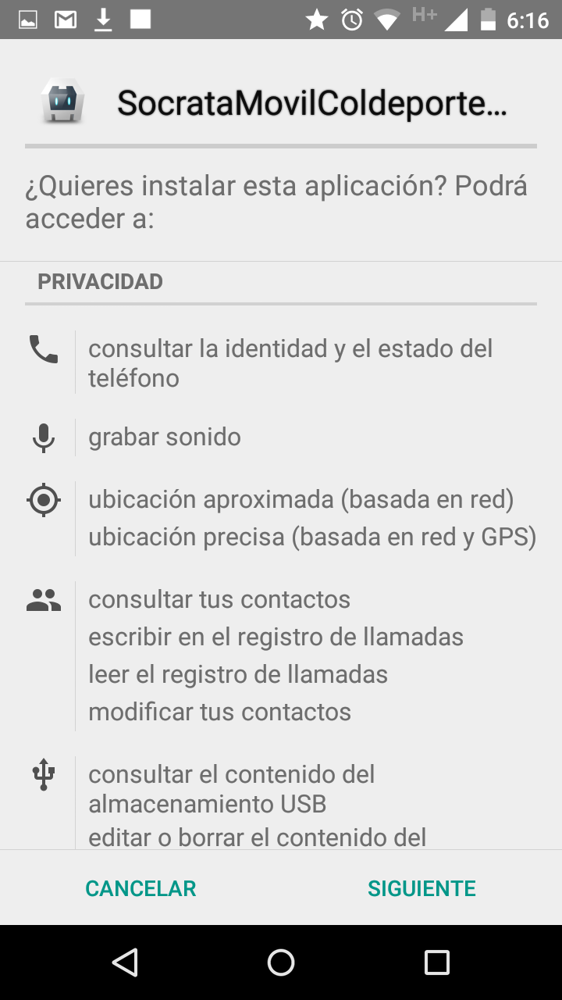 H+ 6:16
SocrataMovilColdeporte...
¿Quieres instalar esta aplicación? Podrá
acceder a:
PRIVACIDAD
consultar la identidad y el estado del
teléfono
grabar sonido
ubicación aproximada (basada en red)
ubicación precisa (basada en red y GPS)
consultar tus contactos
escribir en el registro de llamadas
leer el registro de llamadas
modificar tus contactos
consultar el contenido del
almacenamiento USB
editar o borrar el contenido del
CANCELAR SIGUIENTE